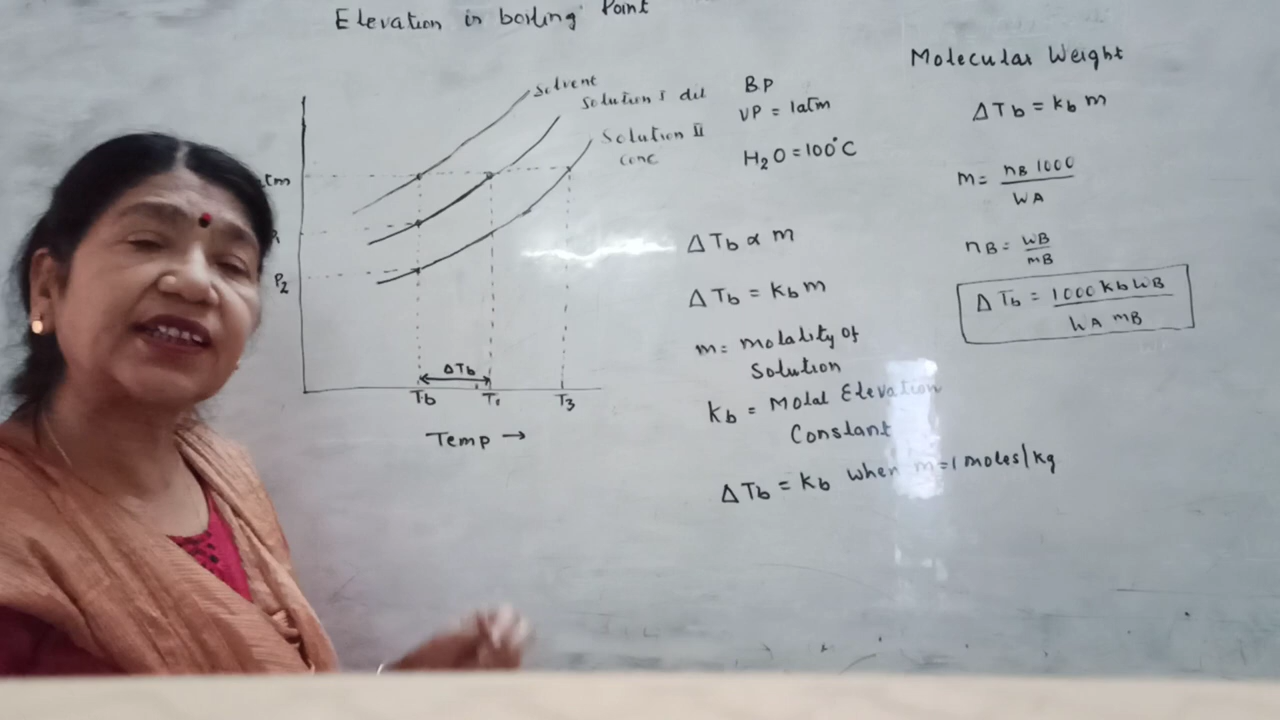 Elevation in boiling Point
Solvent
Solution I dil
Solution II
conc
tm
P2
ΔTb
Tb T1 T3
Temp →
BP
VP = 1atm
H2O = 100°C
ΔTb ∝ m
ΔTb = Kb m
m = molality of
Solution
Kb = Molal Elevation
Constant
ΔTb = Kb when m=1 moles/kg
Molecular Weight
ΔTb = Kb m
m = nB 1000 / WA
nB = WB / mB
ΔTb = 1000 Kb WB / WA mB